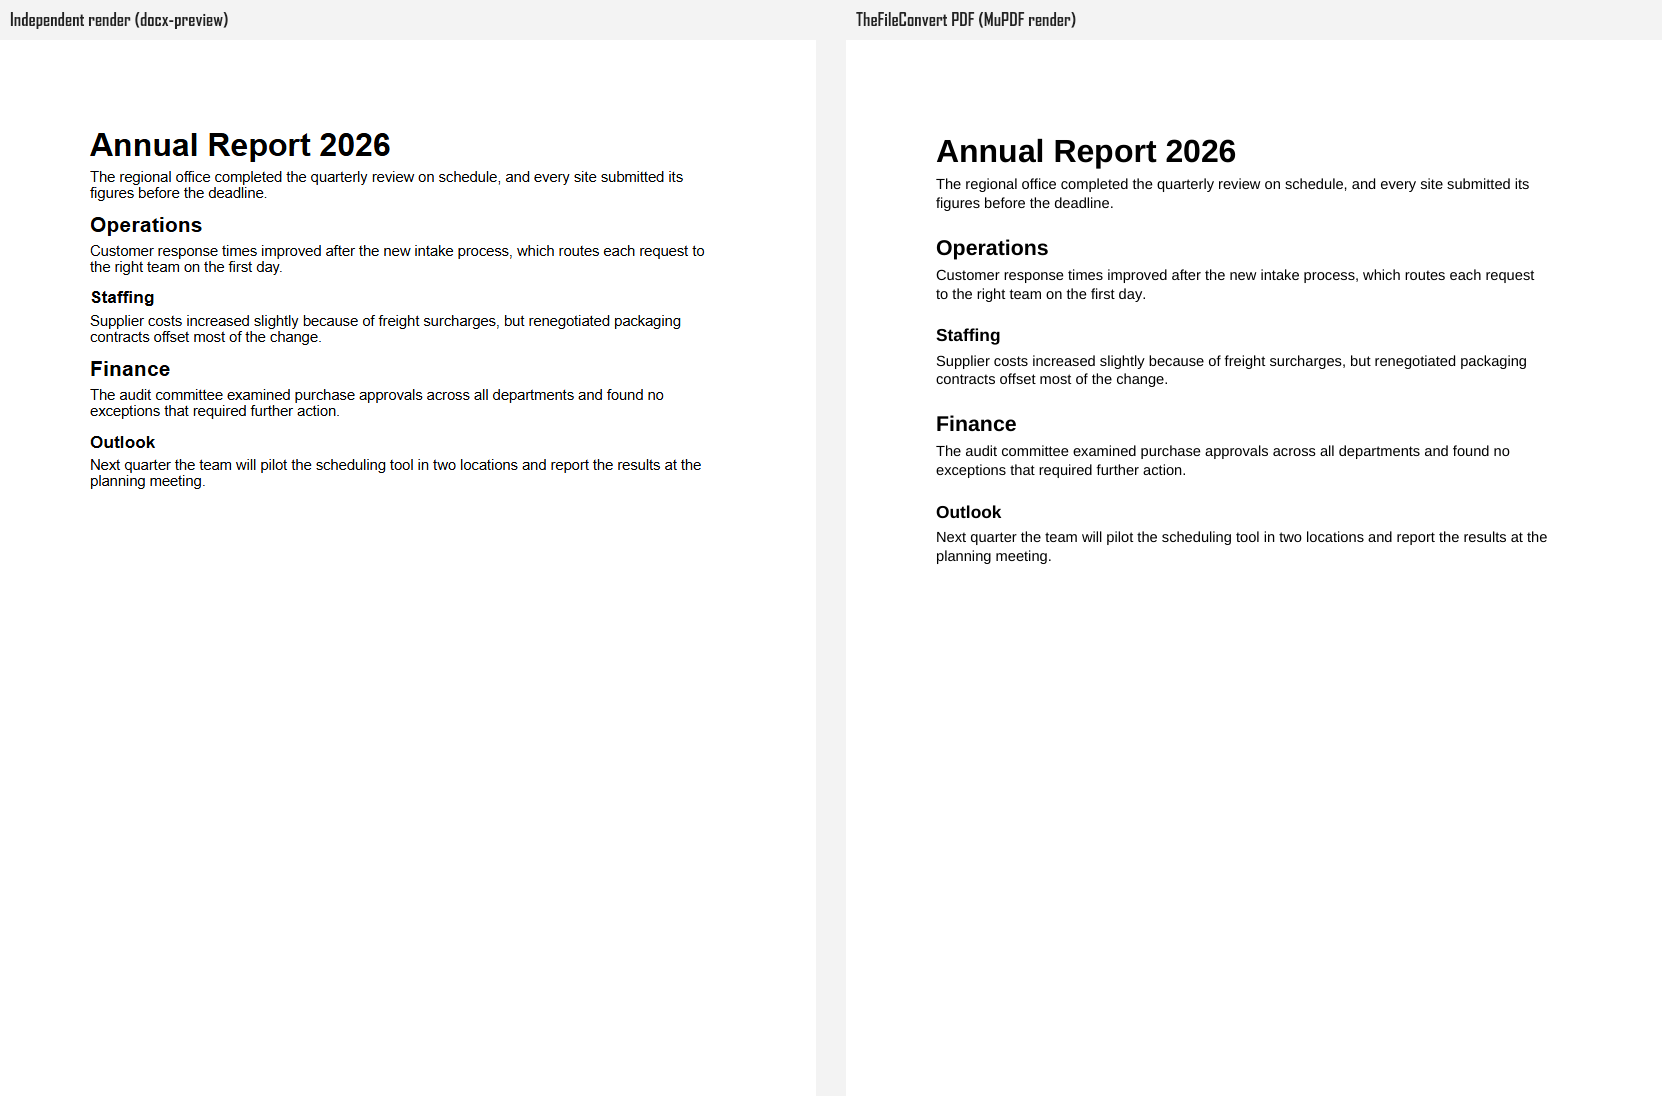 Independent render (docx-preview)
Annual Report 2026
The regional office completed the quarterly review on schedule, and every site submitted its
figures before the deadline.
Operations
Customer response times improved after the new intake process, which routes each request to
the right team on the first day.
Staffing
Supplier costs increased slightly because of freight surcharges, but renegotiated packaging
contracts offset most of the change.
Finance
The audit committee examined purchase approvals across all departments and found no
exceptions that required further action.
Outlook
Next quarter the team will pilot the scheduling tool in two locations and report the results at the
planning meeting.
TheFileConvert PDF (MuPDF render)
Annual Report 2026
The regional office completed the quarterly review on schedule, and every site submitted its
figures before the deadline.
Operations
Customer response times improved after the new intake process, which routes each request
to the right team on the first day.
Staffing
Supplier costs increased slightly because of freight surcharges, but renegotiated packaging
contracts offset most of the change.
Finance
The audit committee examined purchase approvals across all departments and found no
exceptions that required further action.
Outlook
Next quarter the team will pilot the scheduling tool in two locations and report the results at the
planning meeting.